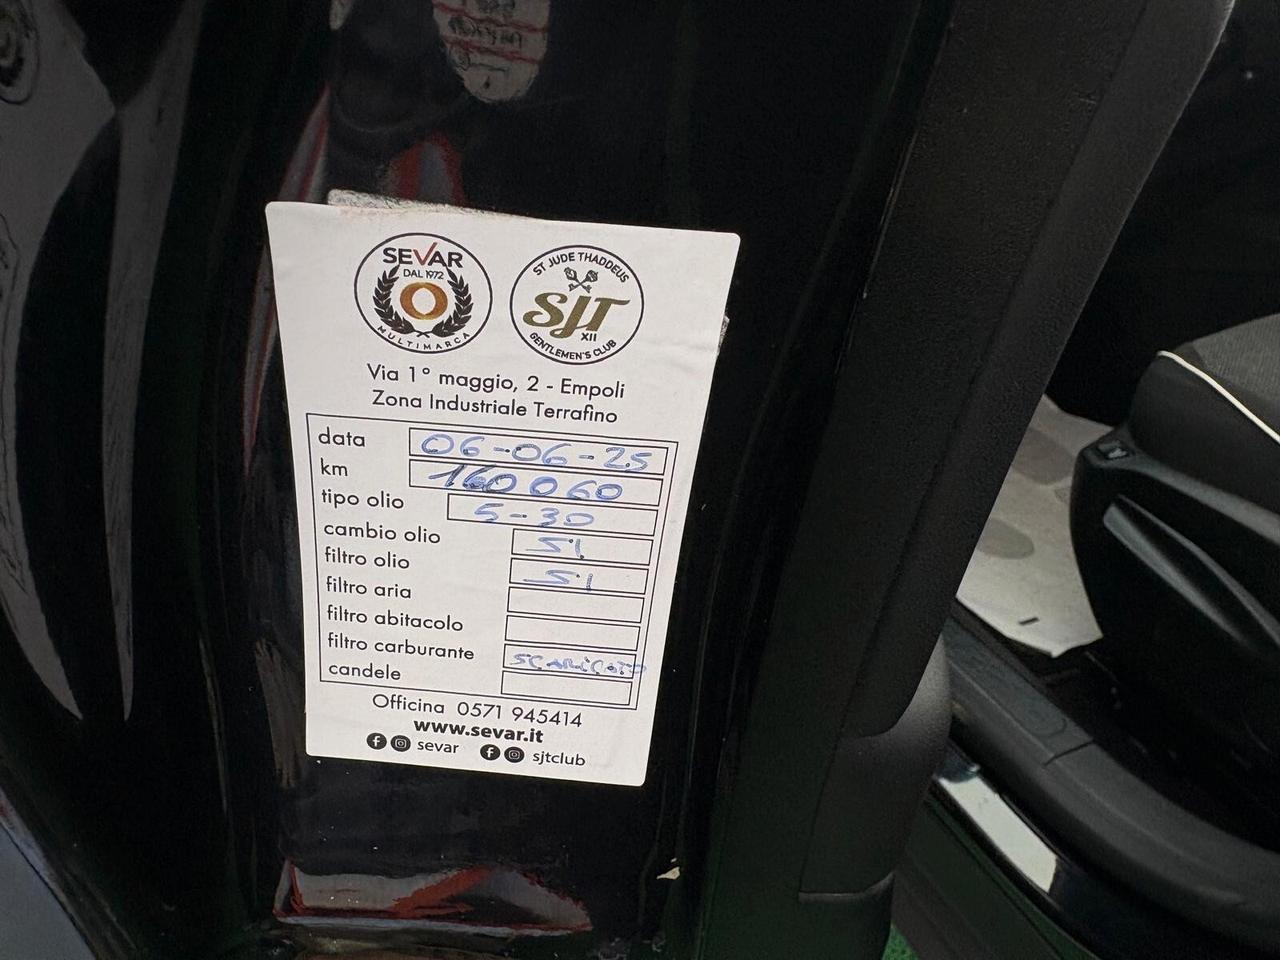 SEVAR
DAL 1972
MULTIMARCA
ST JUDE THADDEUS
SJT
XII
GENTLEMEN'S CLUB
Via 1° maggio, 2 - Empoli
Zona Industriale Terrafino
data 06-06-25
km 160060
tipo olio 5-30
cambio olio SI
filtro olio SI
filtro aria
filtro abitacolo
filtro carburante SCARICATO
candele
Officina 0571 945414
www.sevar.it
sevar sjtclub